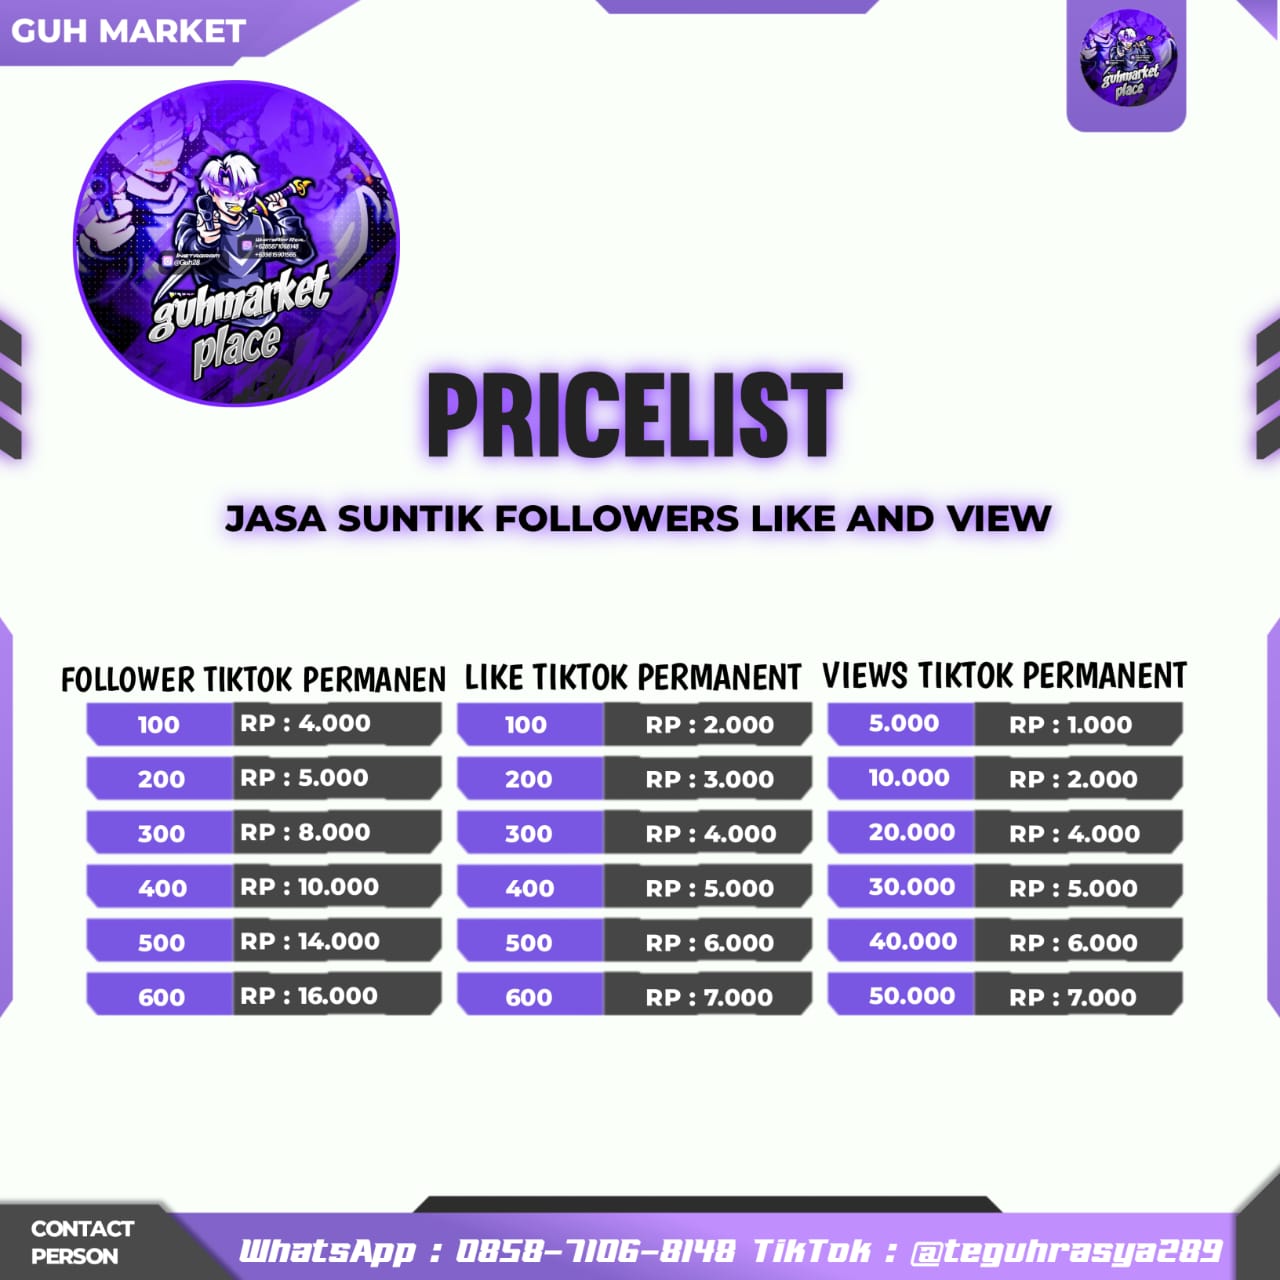 GUH MARKET
guhmarket
place
INSTAGRAM
@Guh28
guhmarket
place
PRICELIST
JASA SUNTIK FOLLOWERS LIKE AND VIEW
FOLLOWER TIKTOK PERMANEN
100 RP : 4.000
200 RP : 5.000
300 RP : 8.000
400 RP : 10.000
500 RP : 14.000
600 RP : 16.000
LIKE TIKTOK PERMANENT
100 RP : 2.000
200 RP : 3.000
300 RP : 4.000
400 RP : 5.000
500 RP : 6.000
600 RP : 7.000
VIEWS TIKTOK PERMANENT
5.000 RP : 1.000
10.000 RP : 2.000
20.000 RP : 4.000
30.000 RP : 5.000
40.000 RP : 6.000
50.000 RP : 7.000
CONTACT
PERSON
WhatsApp : 0858-7106-8148 TikTok : @teguhrasya289